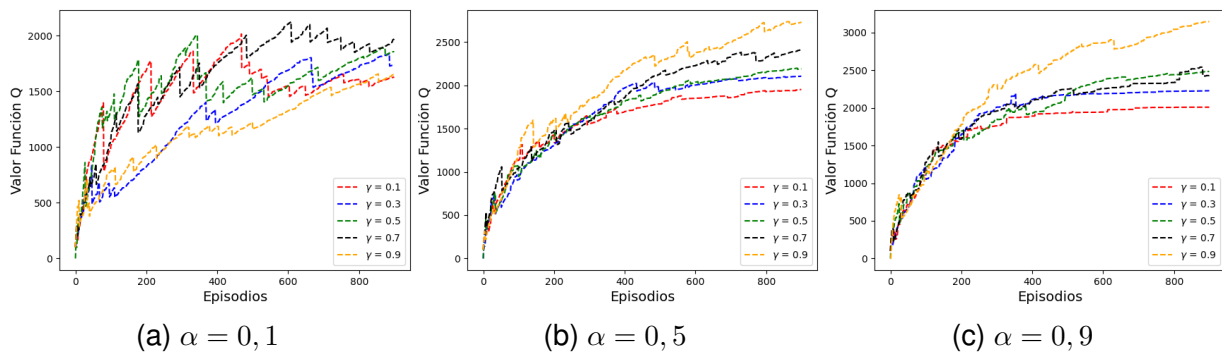 Valor Función Q
2000
1500
1000
500
0
0 200 400 600 800
Episodios
γ = 0.1
γ = 0.3
γ = 0.5
γ = 0.7
γ = 0.9
(a) α = 0, 1
Valor Función Q
2500
2000
1500
1000
500
0
0 200 400 600 800
Episodios
γ = 0.1
γ = 0.3
γ = 0.5
γ = 0.7
γ = 0.9
(b) α = 0, 5
Valor Función Q
3000
2500
2000
1500
1000
500
0
0 200 400 600 800
Episodios
γ = 0.1
γ = 0.3
γ = 0.5
γ = 0.7
γ = 0.9
(c) α = 0, 9